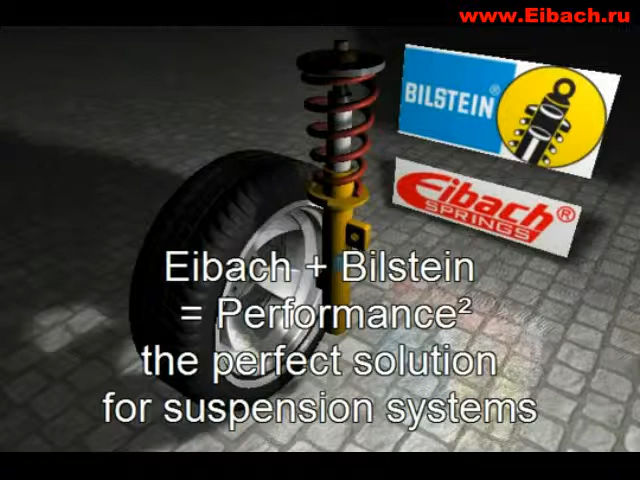 www.Eibach.ru
BILSTEIN®
Eibach®
SPRINGS
Eibach + Bilstein
= Performance²
the perfect solution
for suspension systems